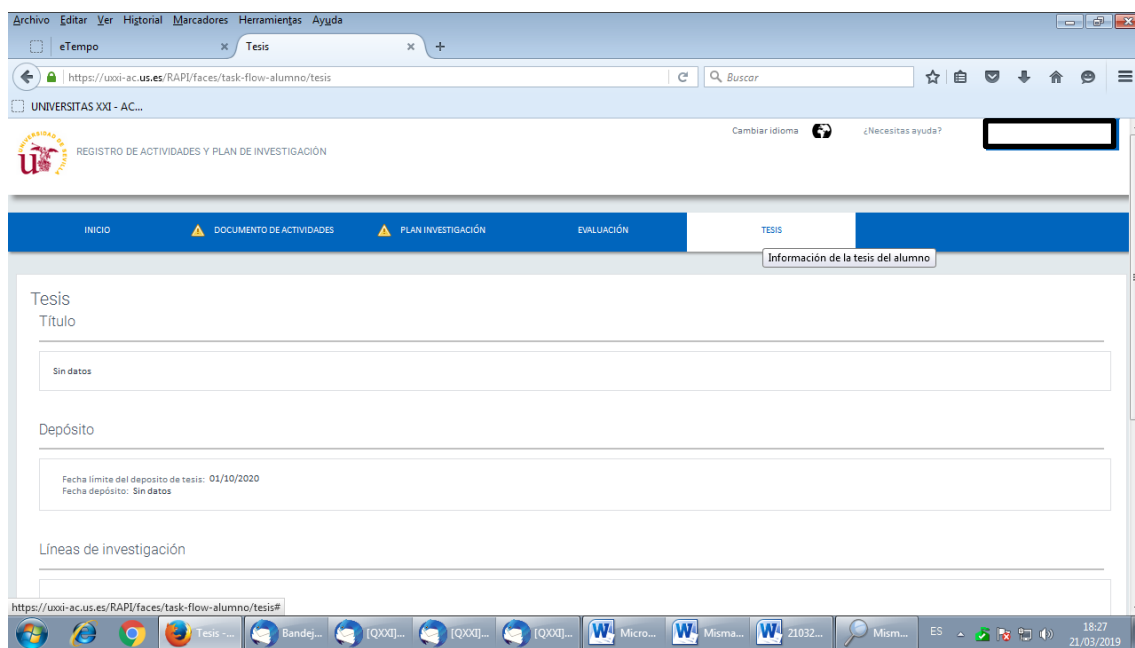 Archivo Editar Ver Historial Marcadores Herramientas Ayuda
eTempo × Tesis × +
https://uxxi-ac.us.es/RAPI/faces/task-flow-alumno/tesis Buscar
UNIVERSITAS XXI - AC...
Cambiar idioma ¿Necesitas ayuda?
REGISTRO DE ACTIVIDADES Y PLAN DE INVESTIGACIÓN
INICIO DOCUMENTO DE ACTIVIDADES PLAN INVESTIGACIÓN EVALUACIÓN TESIS
Información de la tesis del alumno
Tesis
Título
Sin datos
Depósito
Fecha límite del deposito de tesis: 01/10/2020
Fecha depósito: Sin datos
Líneas de investigación
https://uxxi-ac.us.es/RAPI/faces/task-flow-alumno/tesis#
Tesis -... Bandej... [QXXI]... [QXXI]... [QXXI]... Micro... Misma... 21032... Mism... ES 18:27
21/03/2019